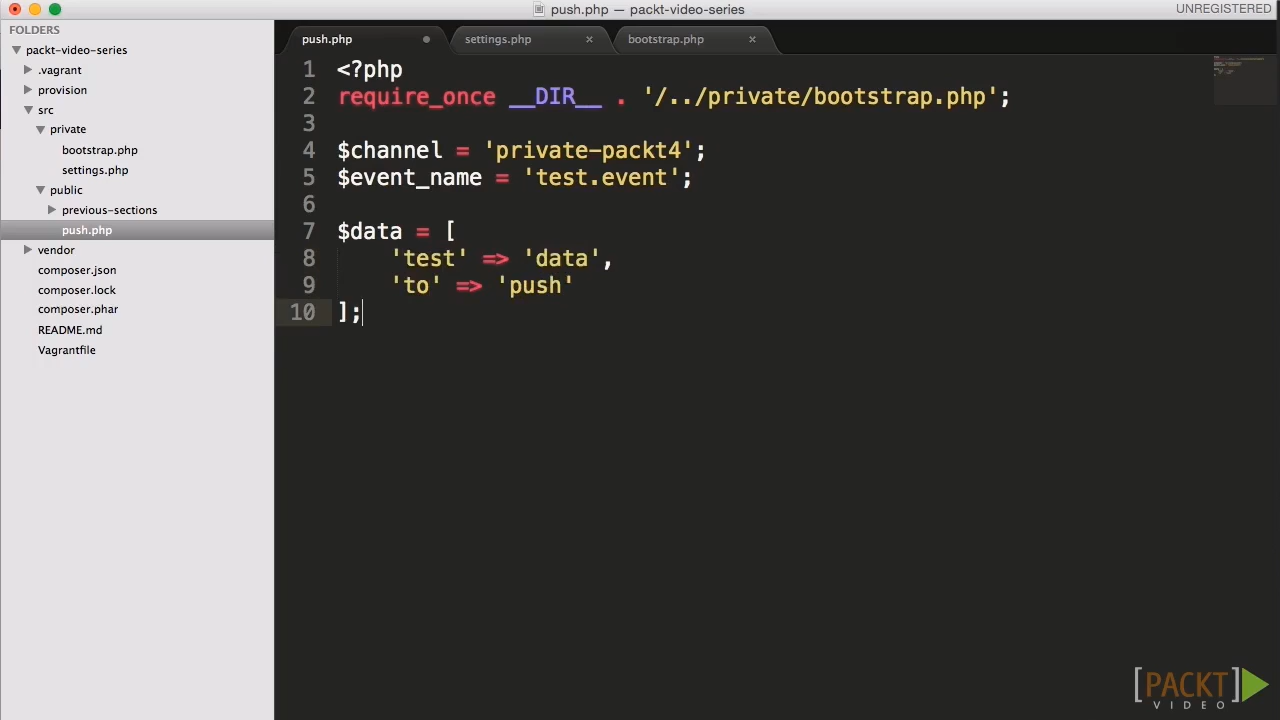 push.php — packt-video-series
UNREGISTERED
FOLDERS
packt-video-series
.vagrant
provision
src
private
bootstrap.php
settings.php
public
previous-sections
push.php
vendor
composer.json
composer.lock
composer.phar
README.md
Vagrantfile
push.php
settings.php
bootstrap.php
1 <?php
2 require_once __DIR__ . '/../private/bootstrap.php';
3
4 $channel = 'private-packt4';
5 $event_name = 'test.event';
6
7 $data = [
8 'test' => 'data',
9 'to' => 'push'
10 ];
[PACKT]
VIDEO